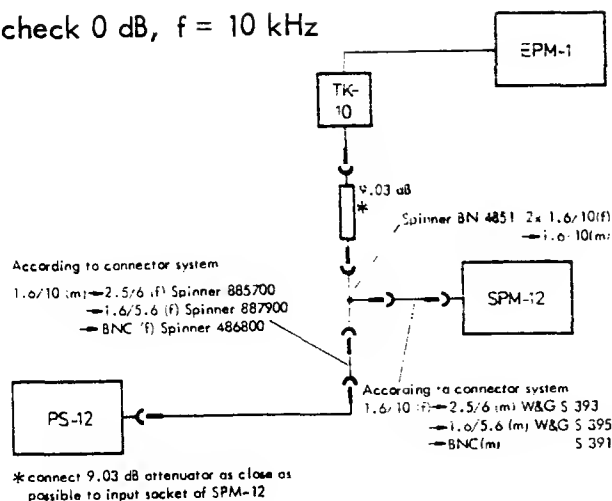 check 0 dB, f = 10 kHz
EPM-1
TK-
10
9.03 dB
*
Spinner BN 4851 2x 1.6/10(f)
→ 1.6/10(m)
According to connector system
1.6/10 (m) → 2.5/6 (f) Spinner 885700
→ 1.6/5.6 (f) Spinner 887900
→ BNC (f) Spinner 486800
SPM-12
According to connector system
1.6/10 (f) → 2.5/6 (m) W&G S 393
→ 1.6/5.6 (m) W&G S 395
→ BNC(m) S 391
PS-12
* connect 9.03 dB attenuator as close as
possible to input socket of SPM-12